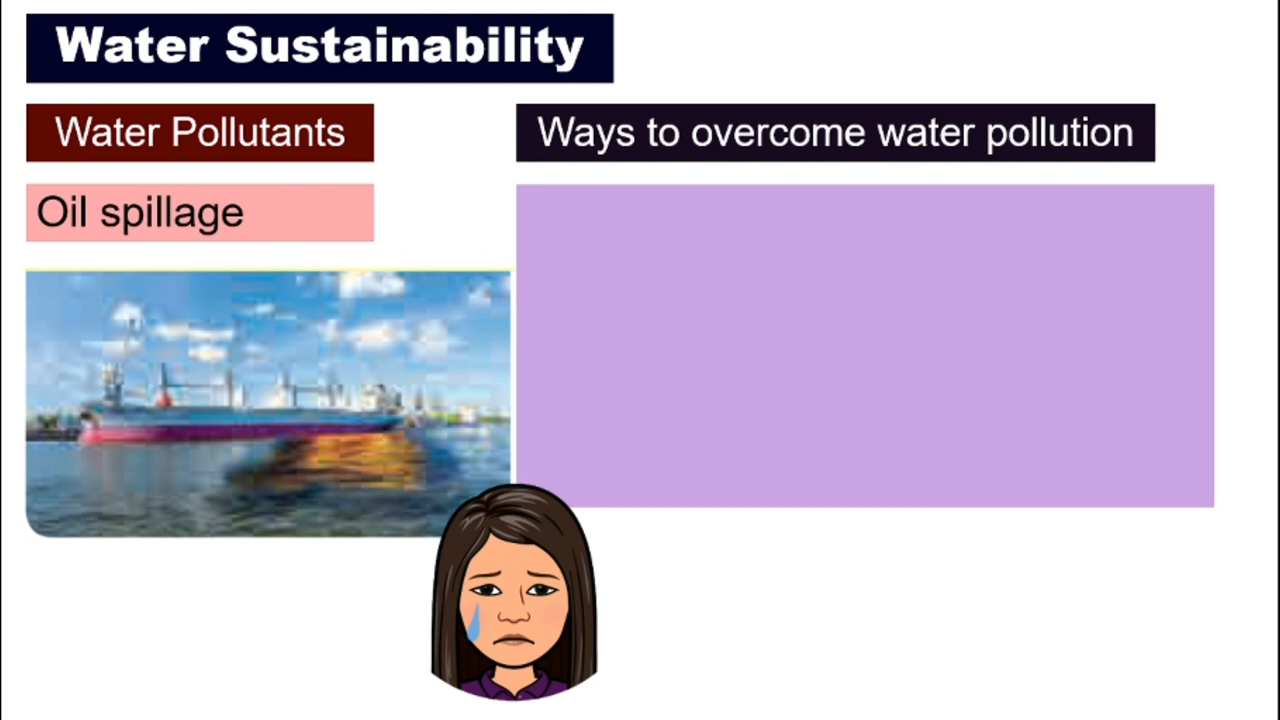 Water Sustainability
Water Pollutants
Ways to overcome water pollution
Oil spillage